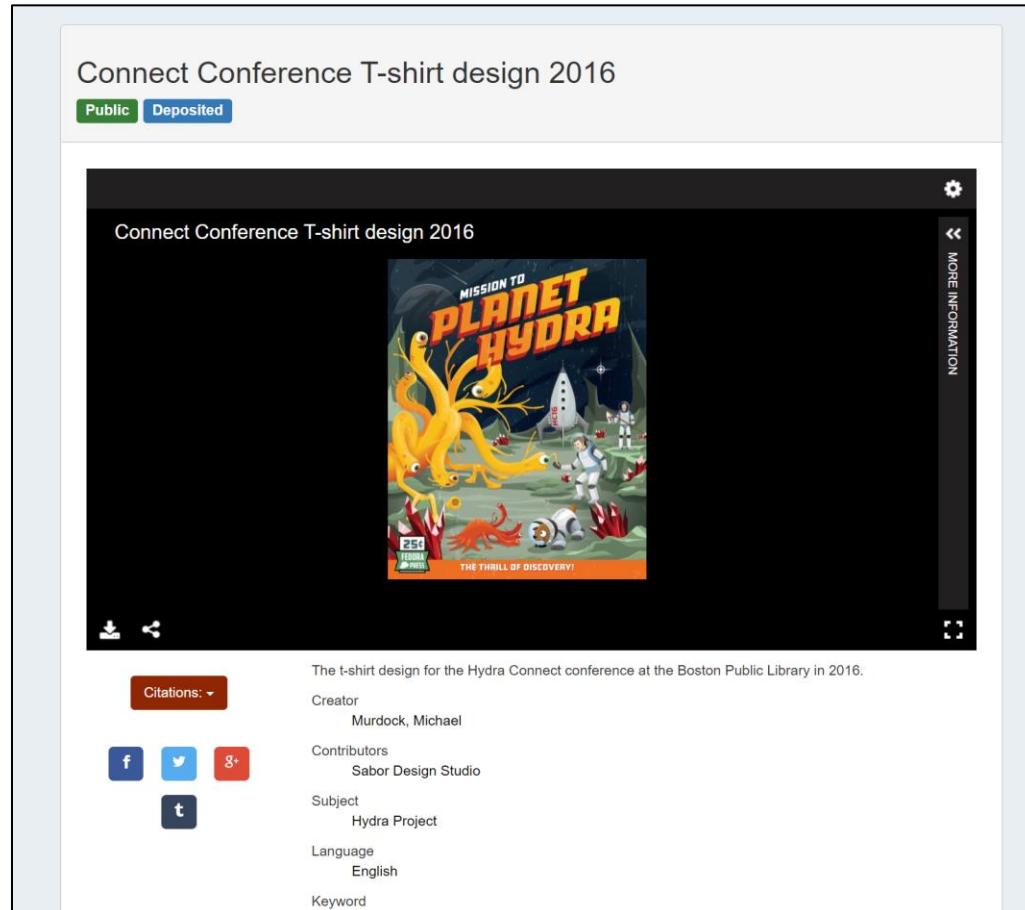 Connect Conference T-shirt design 2016
Public Deposited
Connect Conference T-shirt design 2016
MORE INFORMATION
MISSION TO
PLANET
HYDRA
HC16
25¢
FEDORA
PRESS
THE THRILL OF DISCOVERY!
The t-shirt design for the Hydra Connect conference at the Boston Public Library in 2016.
Citations:
Creator
Murdock, Michael
Contributors
Sabor Design Studio
Subject
Hydra Project
Language
English
Keyword